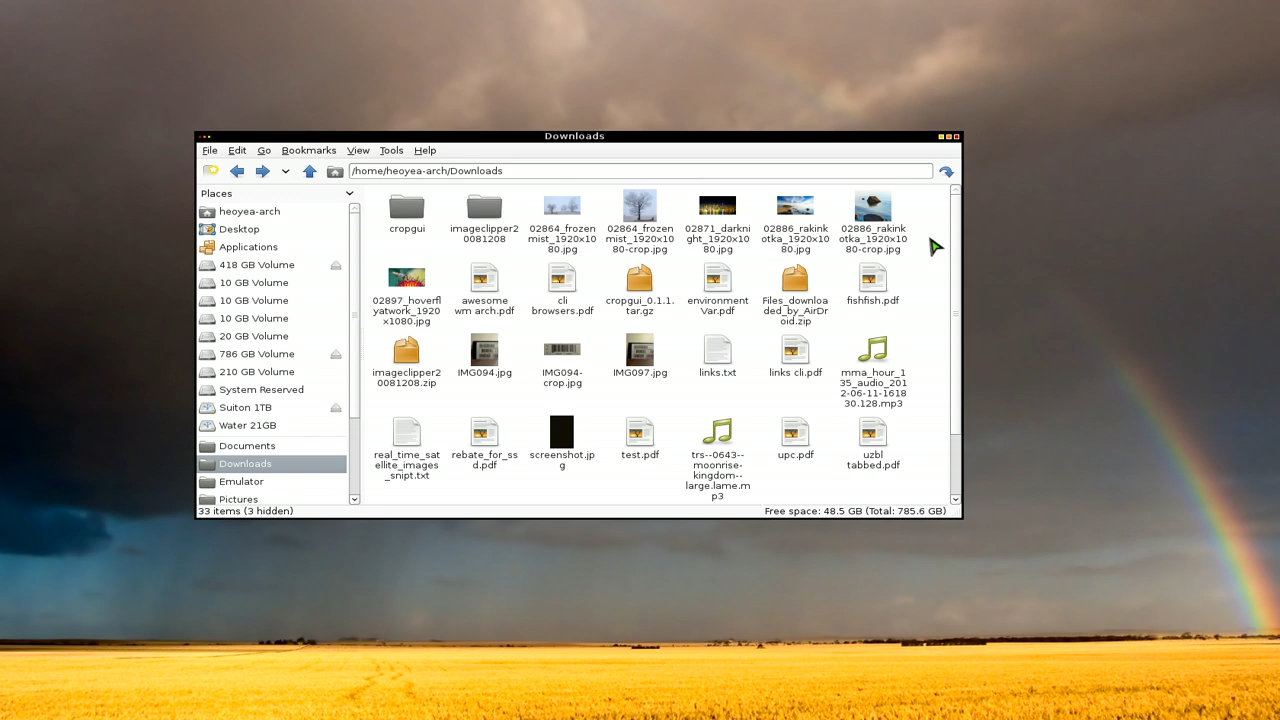 Downloads
File Edit Go Bookmarks View Tools Help
/home/heoyea-arch/Downloads
Places
heoyea-arch
Desktop
Applications
418 GB Volume
10 GB Volume
10 GB Volume
10 GB Volume
20 GB Volume
786 GB Volume
210 GB Volume
System Reserved
Suiton 1TB
Water 21GB
Documents
Downloads
Emulator
Pictures
cropgui
imageclipper2
0081208
02864_frozen
mist_1920x10
80.jpg
02864_frozen
mist_1920x10
80-crop.jpg
02871_darkni
ght_1920x10
80.jpg
02886_rakink
otka_1920x10
80.jpg
02886_rakink
otka_1920x10
80-crop.jpg
02897_hoverfl
yatwork_1920
x1080.jpg
awesome
wm arch.pdf
cli
browsers.pdf
cropgui_0.1.1.
tar.gz
environment
Var.pdf
Files_downloa
ded_by_AirDr
oid.zip
fishfish.pdf
imageclipper2
0081208.zip
IMG094.jpg
IMG094-
crop.jpg
IMG097.jpg
links.txt
links cli.pdf
mma_hour_1
35_audio_201
2-06-11-1618
30.128.mp3
real_time_sat
ellite_images
_snipt.txt
rebate_for_ss
d.pdf
screenshot.jp
g
test.pdf
trs--0643--
moonrise-
kingdom--
large.lame.m
p3
upc.pdf
uzbl
tabbed.pdf
33 items (3 hidden)
Free space: 48.5 GB (Total: 785.6 GB)